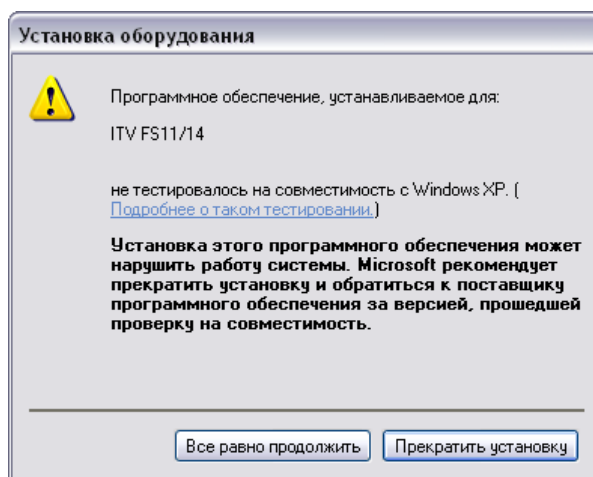 Установка оборудования
Программное обеспечение, устанавливаемое для:
ITV FS11/14
не тестировалось на совместимость с Windows XP. (
Подробнее о таком тестировании.)
Установка этого программного обеспечения может
нарушить работу системы. Microsoft рекомендует
прекратить установку и обратиться к поставщику
программного обеспечения за версией, прошедшей
проверку на совместимость.
Все равно продолжить
Прекратить установку